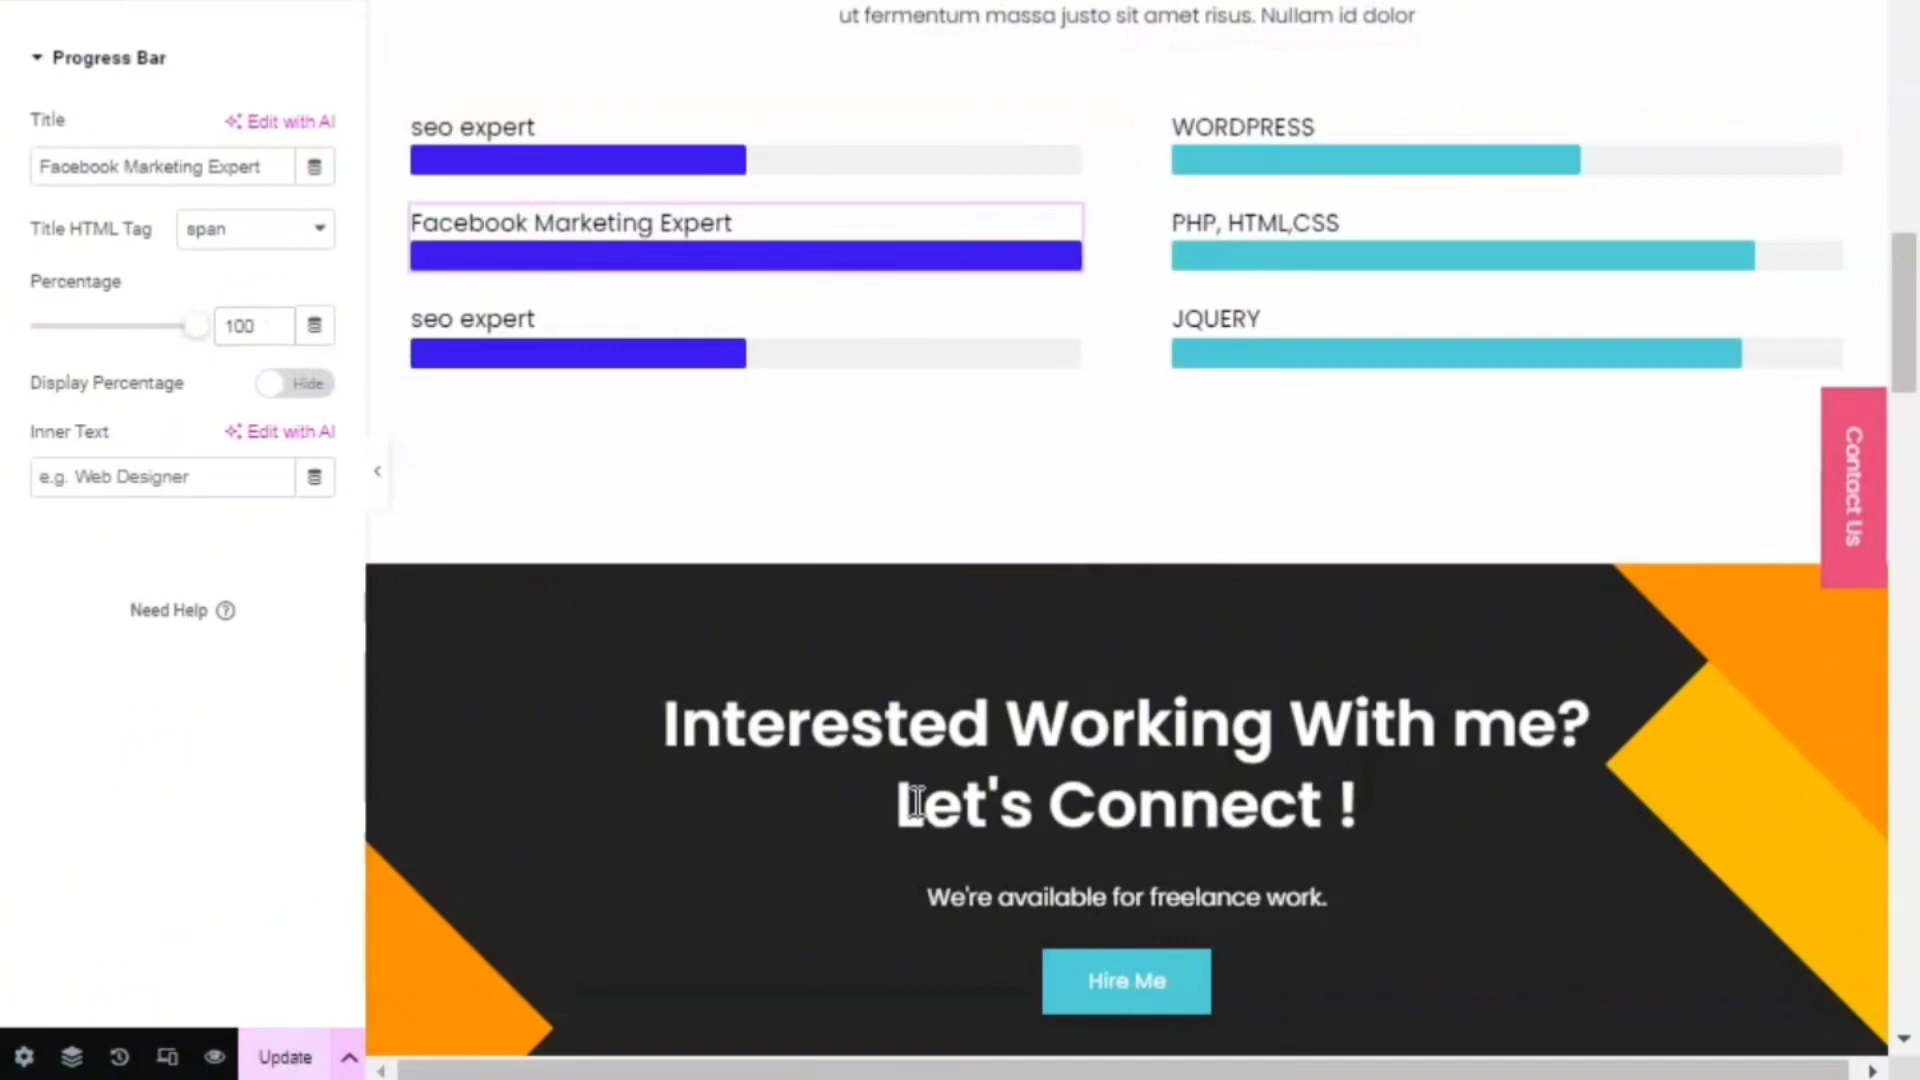 Progress Bar
Title
Edit with AI
Facebook Marketing Expert
Title HTML Tag
span
Percentage
100
Display Percentage
Hide
Inner Text
Edit with AI
e.g. Web Designer
Need Help
Update
ut fermentum massa justo sit amet risus. Nullam id dolor
seo expert
Facebook Marketing Expert
seo expert
WORDPRESS
PHP, HTML,CSS
JQUERY
Contact Us
Interested Working With me?
Let's Connect !
We're available for freelance work.
Hire Me